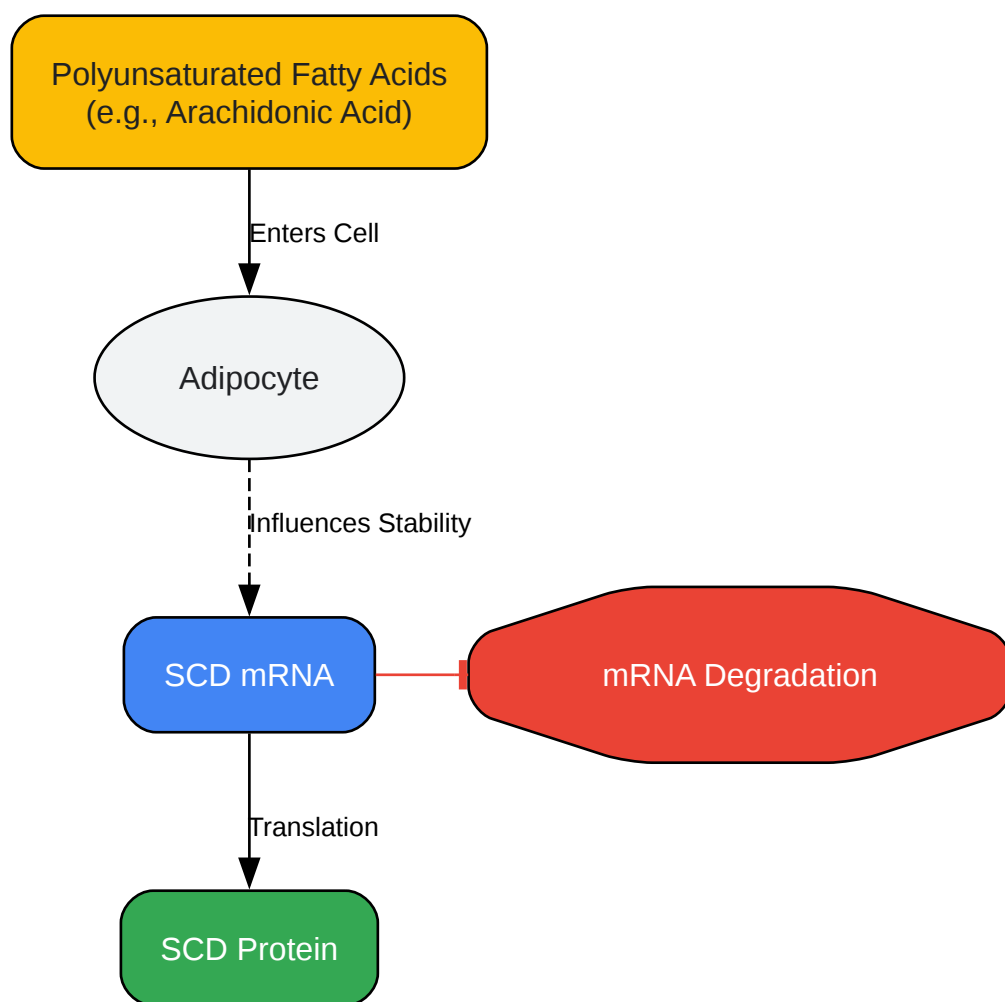 Polyunsaturated Fatty Acids
(e.g., Arachidonic Acid)
Enters Cell
Adipocyte
Influences Stability
SCD mRNA
mRNA Degradation
Translation
SCD Protein